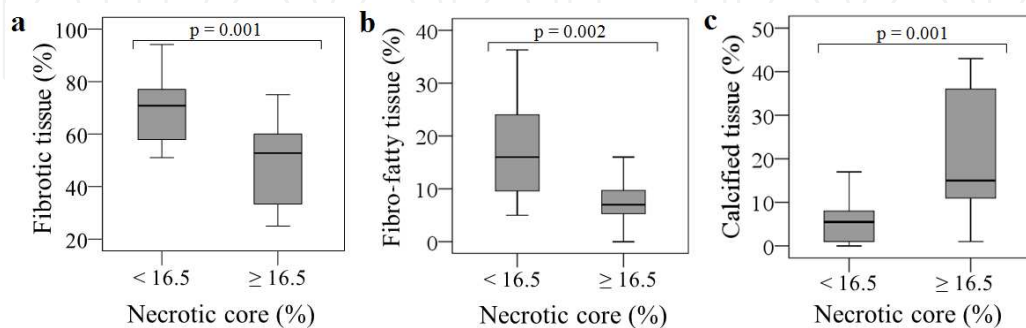 a
p = 0.001
Fibrotic tissue (%)
100
80
60
40
20
< 16.5
≥ 16.5
Necrotic core (%)
b
p = 0.002
Fibro-fatty tissue (%)
40
30
20
10
0
< 16.5
≥ 16.5
Necrotic core (%)
c
p = 0.001
Calcified tissue (%)
50
40
30
20
10
0
< 16.5
≥ 16.5
Necrotic core (%)